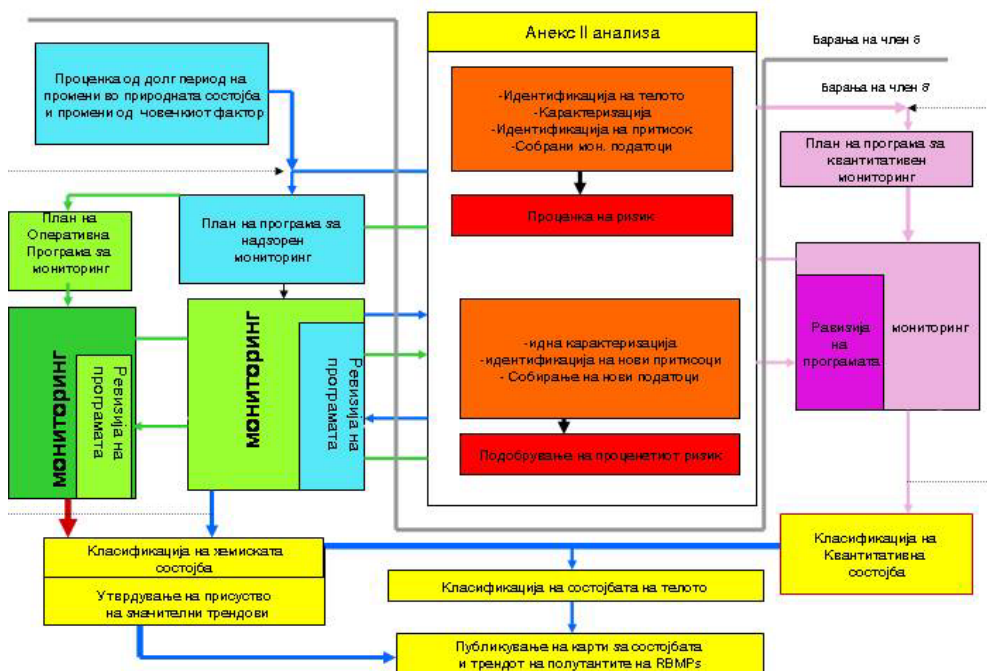 Анекс II анализа
Барања на член 5
Барања на член 8
Проценка од долг период на
промени во природната состојба
и промени од човечкиот фактор
-Идентификација на телото
-Карактеризација
-Идентификација на притисок
-Собрани мон. податоци
План на програма за
квантитативен
мониторинг
План на
Оперативна
Програма за
мониторинг
План на програма за
надзорен
мониторинг
Проценка на ризик
мониторинг
Ревизија на
програмата
мониторинг
Ревизија на
програмата
-идна карактеризација
-идентификација на нови притисоци
- Собирање на нови податоци
Равизија
на
програмата
мониторинг
Подобрување на проценетиот ризик
Класификација на хемиската
состојба
Утврдување на присуство
на значителни трендови
Класификација на состојбата на телото
Класификација на
Квантитативна
состојба
Публикување на карти за состојбата
и трендот на полутантите на RBMPs